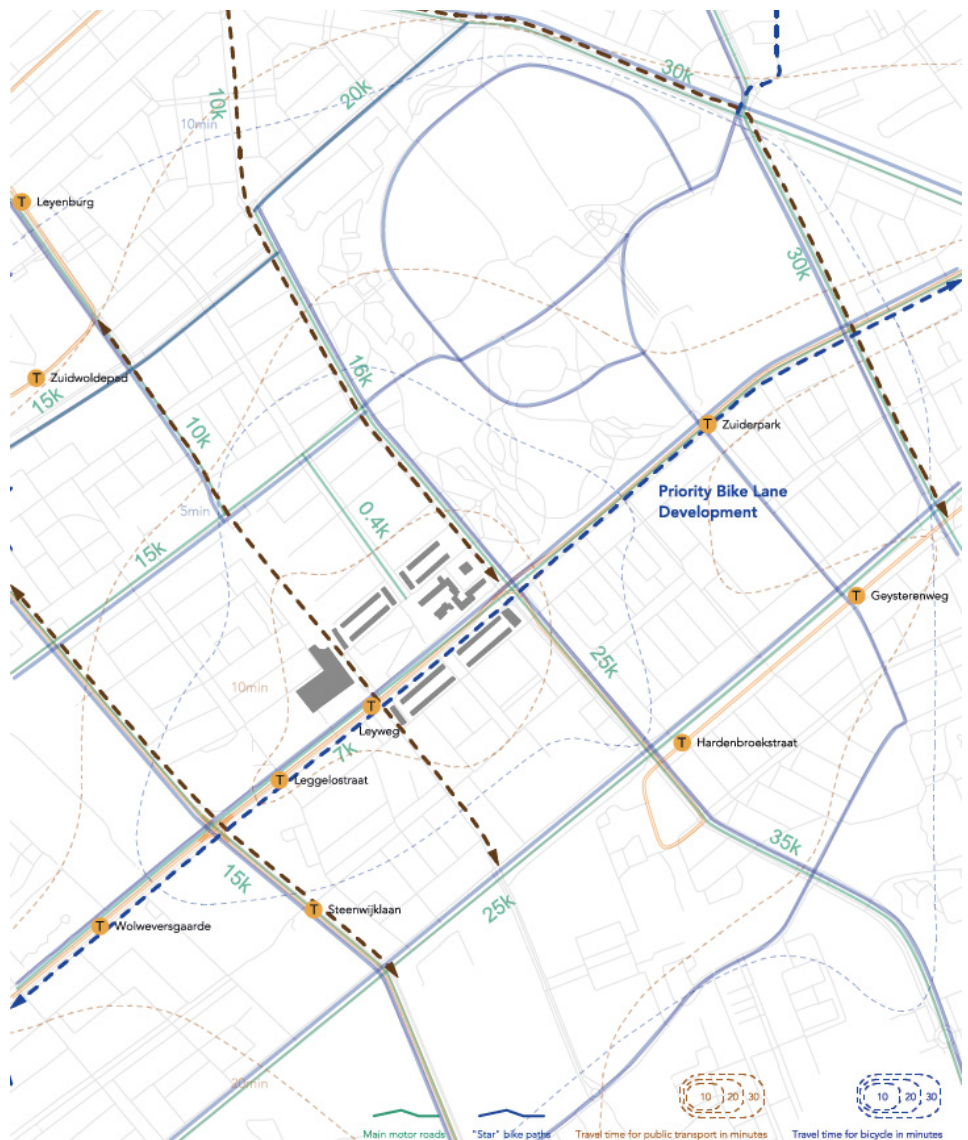 30k
10k
20k
10min
T Leyenburg
30k
16k
T Zuidwoldepad
15k
10k
T Zuiderpark
5min
Priority Bike Lane
Development
0.4k
15k
T Geysterenweg
25k
10min
T
Leyweg
7k
T Hardenbroekstraat
T Leggelostraat
35k
15k
25k
T Steenwijklaan
T Wolweversgaarde
20min
10 20 30
10 20 30
Main motor roads
"Star" bike paths
Travel time for public transport in minutes
Travel time for bicycle in minutes